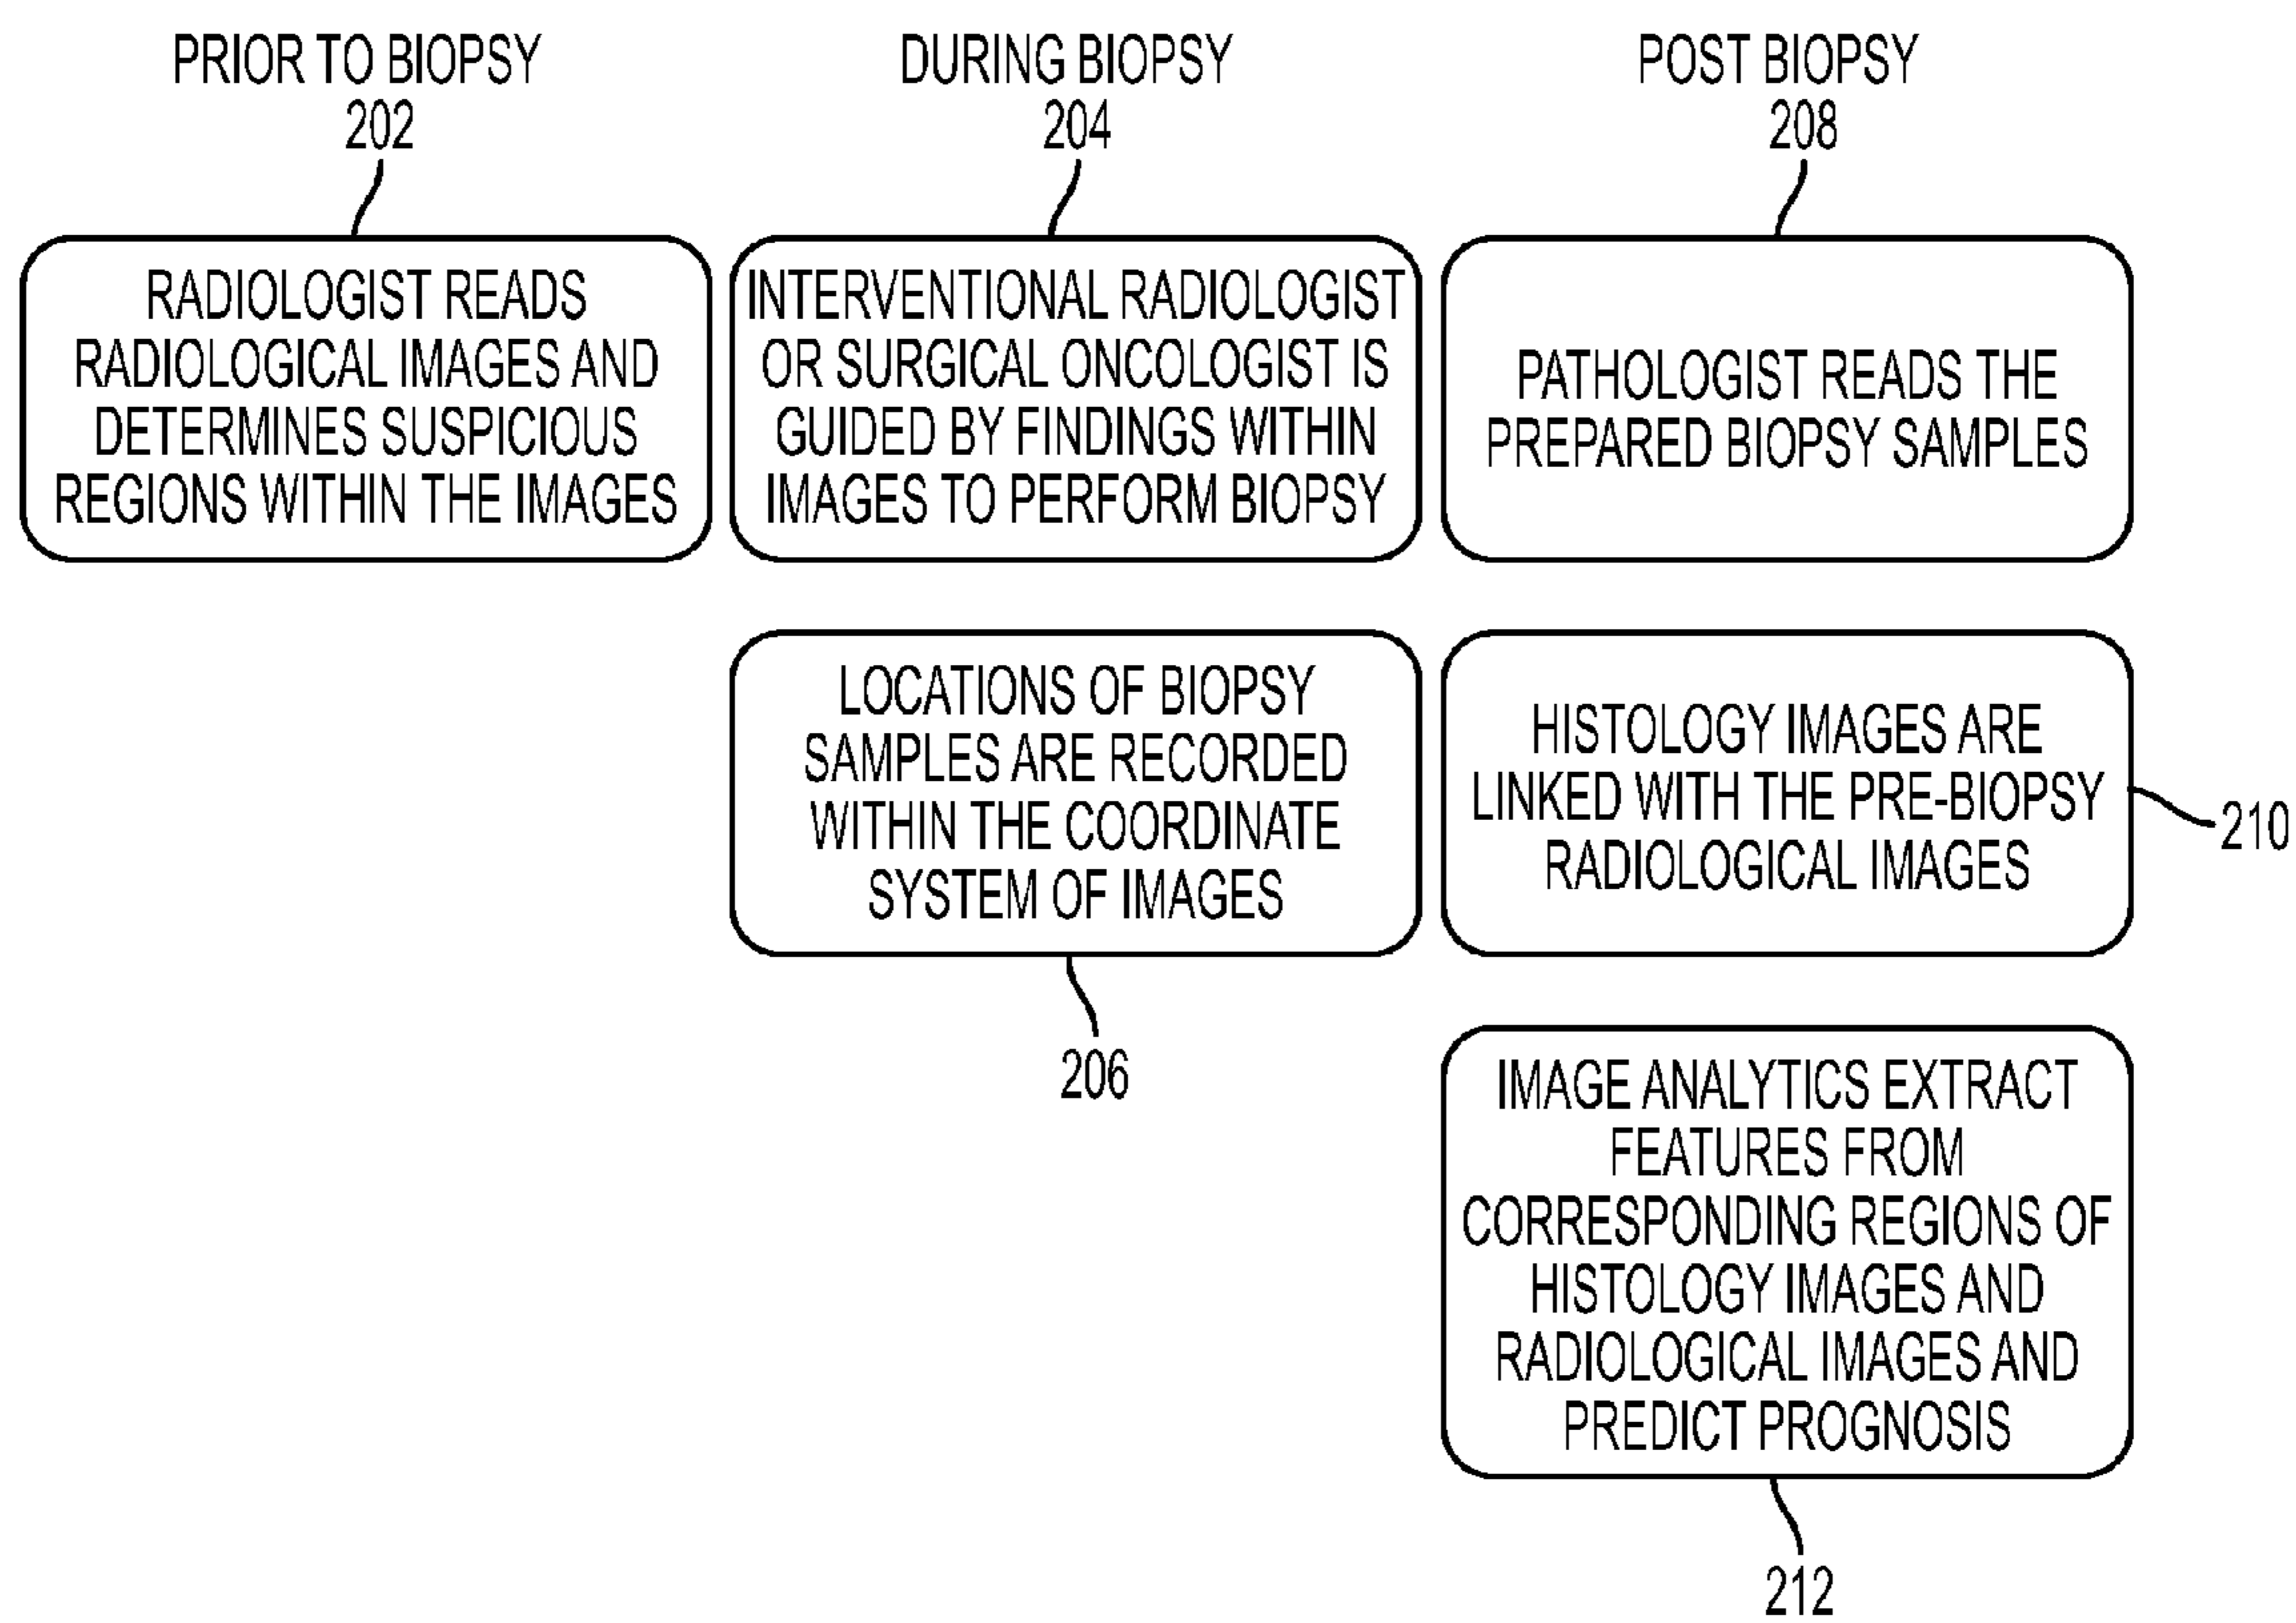 PRIOR TO BIOPSY
202
RADIOLOGIST READS
RADIOLOGICAL IMAGES AND
DETERMINES SUSPICIOUS
REGIONS WITHIN THE IMAGES
DURING BIOPSY
204
INTERVENTIONAL RADIOLOGIST
OR SURGICAL ONCOLOGIST IS
GUIDED BY FINDINGS WITHIN
IMAGES TO PERFORM BIOPSY
LOCATIONS OF BIOPSY
SAMPLES ARE RECORDED
WITHIN THE COORDINATE
SYSTEM OF IMAGES
206
POST BIOPSY
208
PATHOLOGIST READS THE
PREPARED BIOPSY SAMPLES
HISTOLOGY IMAGES ARE
LINKED WITH THE PRE-BIOPSY
RADIOLOGICAL IMAGES
210
IMAGE ANALYTICS EXTRACT
FEATURES FROM
CORRESPONDING REGIONS OF
HISTOLOGY IMAGES AND
RADIOLOGICAL IMAGES AND
PREDICT PROGNOSIS
212